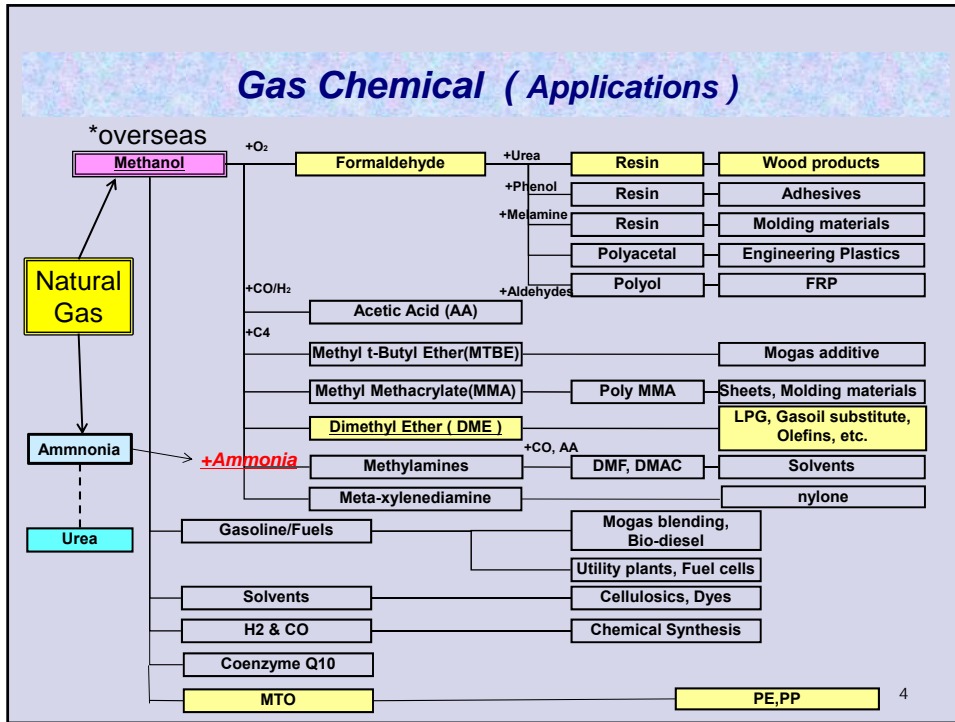 Gas Chemical ( Applications )
*overseas
Methanol
+O₂
Formaldehyde
+Urea
Resin
Wood products
+Phenol
Resin
Adhesives
+Melamine
Resin
Molding materials
Polyacetal
Engineering Plastics
Natural
Gas
+CO/H₂
+Aldehydes
Polyol
FRP
Acetic Acid (AA)
+C4
Methyl t-Butyl Ether(MTBE)
Mogas additive
Methyl Methacrylate(MMA)
Poly MMA
Sheets, Molding materials
Dimethyl Ether ( DME )
LPG, Gasoil substitute,
Olefins, etc.
Ammnonia
+Ammonia
Methylamines
+CO, AA
DMF, DMAC
Solvents
Meta-xylenediamine
nylone
Urea
Gasoline/Fuels
Mogas blending,
Bio-diesel
Utility plants, Fuel cells
Solvents
Cellulosics, Dyes
H2 & CO
Chemical Synthesis
Coenzyme Q10
MTO
PE,PP
4